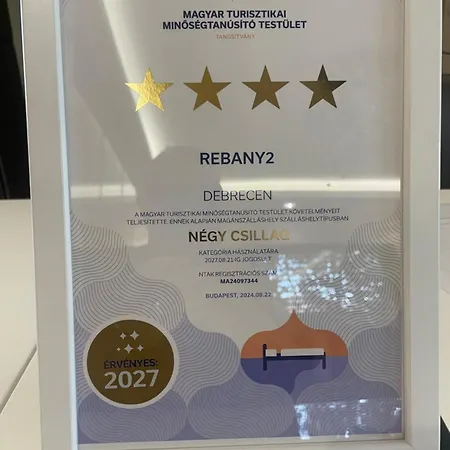 MAGYAR TURISZTIKAI
MINŐSÉGTANÚSÍTÓ TESTÜLET
TANÚSÍTVÁNY
REBANY2
DEBRECEN
A MAGYAR TURISZTIKAI MINŐSÉGTANÚSÍTÓ TESTÜLET KÖVETELMÉNYEIT
TELJESÍTETTE. ENNEK ALAPJÁN MAGÁNSZÁLLÁSHELY SZÁLLÁSHELYTÍPUSBAN
NÉGY CSILLAG
KATEGÓRIA HASZNÁLATÁRA
2027.08.21-IG JOGOSULT.
NTAK REGISZTRÁCIÓS SZÁM:
MA24097344
BUDAPEST, 2024.08.22.
ÉRVÉNYES:
2027